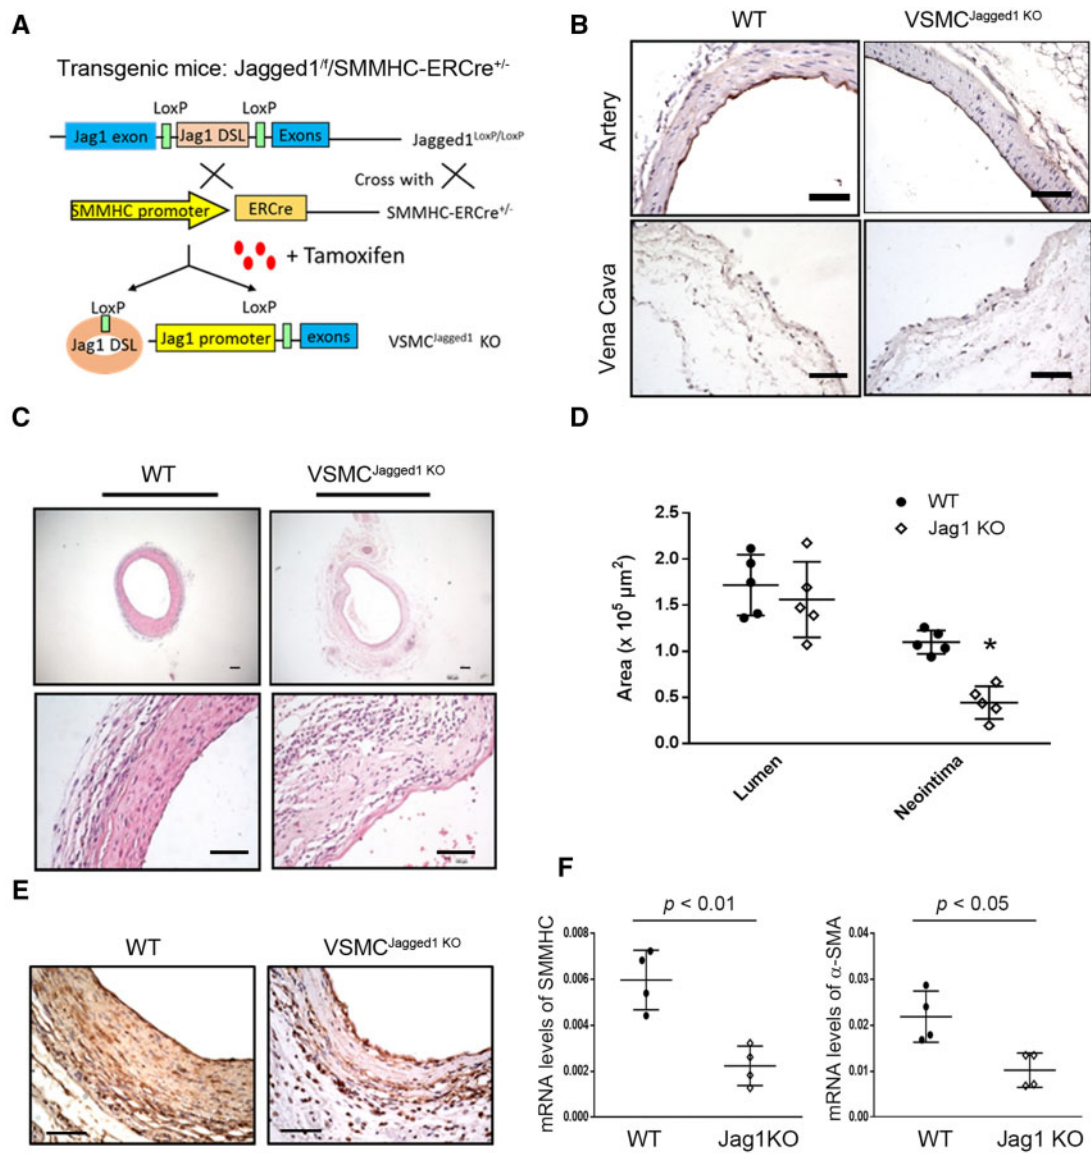 A
Transgenic mice: Jagged1f/f/SMMHC-ERCre+/-
LoxP LoxP
Jag1 exon Jag1 DSL Exons Jagged1LoxP/LoxP
Cross with
SMMHC promoter ERCre SMMHC-ERCre+/-
+ Tamoxifen
LoxP LoxP
Jag1 DSL Jag1 promoter exons VSMCJagged1 KO
B
WT VSMCJagged1 KO
Artery
Vena Cava
C
WT VSMCJagged1 KO
D
WT
Jag1 KO
Area (x 10⁵ µm²)
2.5
2.0
1.5
1.0
0.5
0.0
*
Lumen Neointima
E
WT VSMCJagged1 KO
F
p < 0.01
mRNA levels of SMMHC
0.008
0.006
0.004
0.002
0.000
WT Jag1KO
p < 0.05
mRNA levels of α-SMA
0.04
0.03
0.02
0.01
0.00
WT Jag1 KO